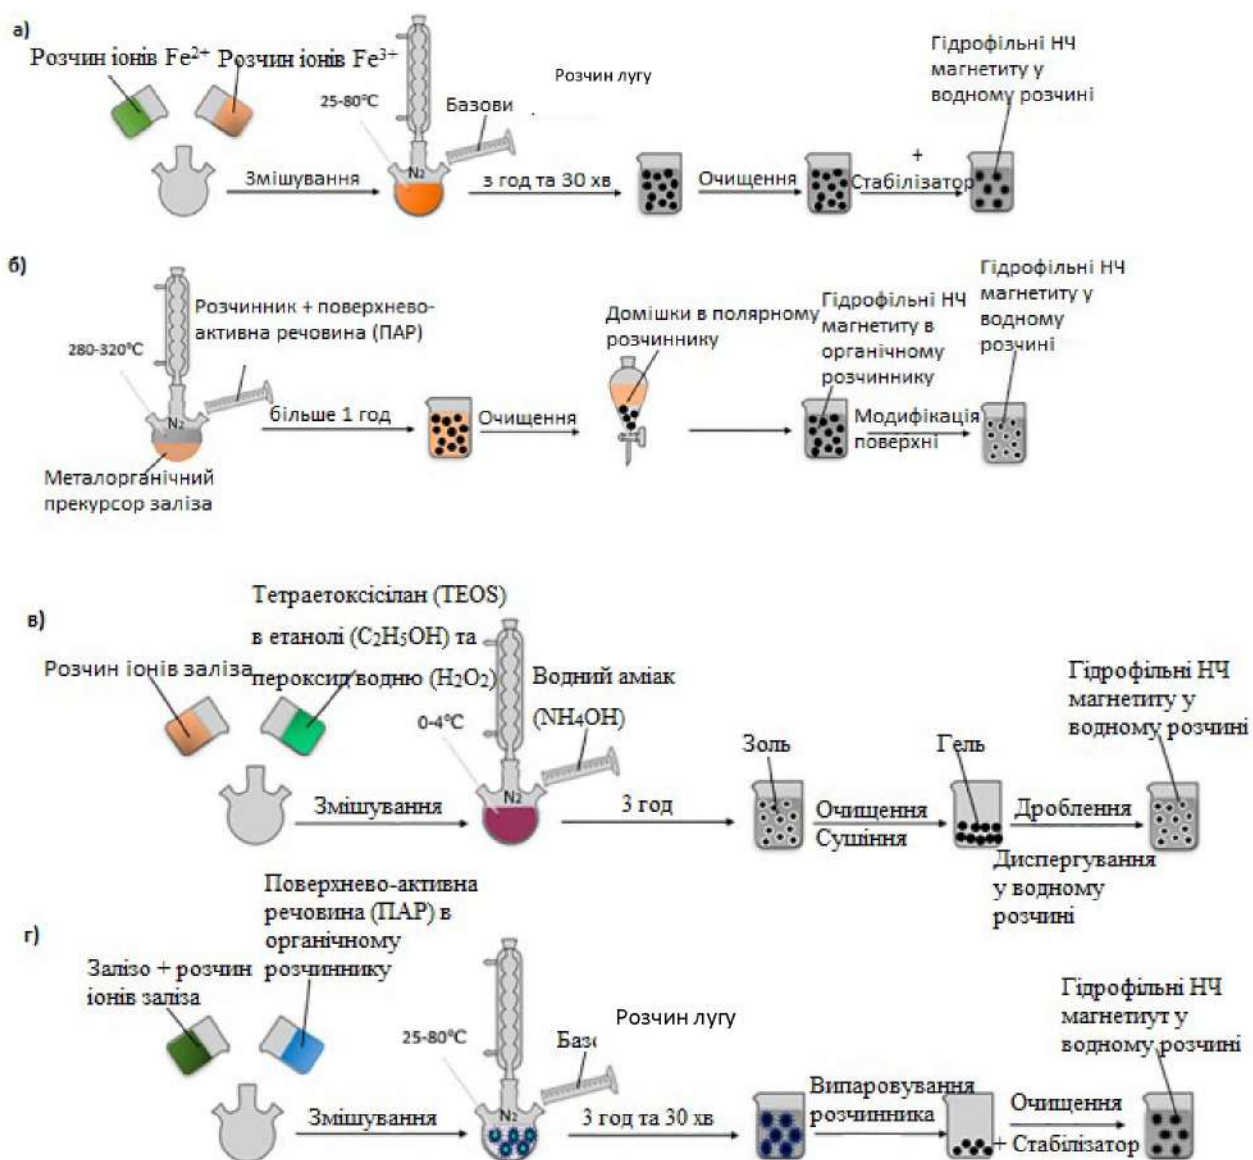 а)
Розчин іонів Fe2+
Розчин іонів Fe3+
25-80°C
N2
Базови
Розчин лугу
Гідрофільні НЧ
магнетиту у
водному розчині
Змішування
з год та 30 хв
Очищення
+
Стабілізатор
б)
280-320°C
Розчинник + поверхнево-
активна речовина (ПАР)
N2
Металорганічний
прекурсор заліза
більше 1 год
Очищення
Домішки в полярному
розчиннику
Гідрофільні НЧ
магнетиту в
органічному
розчиннику
Модифікація
поверхні
Гідрофільні НЧ
магнетиту у
водному
розчині
в)
Розчин іонів заліза
Тетраетоксісілан (TEOS)
в етанолі (C2H5OH) та
пероксид водню (H2O2)
0-4°C
N2
Водний аміак
(NH4OH)
Змішування
3 год
Золь
Очищення
Сушіння
Гель
Дроблення
Диспергування
у водному
розчині
Гідрофільні НЧ
магнетиту у
водному розчині
г)
Залізо + розчин
іонів заліза
Поверхнево-активна
речовина (ПАР) в
органічному
розчиннику
25-80°C
N2
Базо
Розчин лугу
Змішування
3 год та 30 хв
Випаровування
розчинника
Очищення
+ Стабілізатор
Гідрофільні НЧ
магнетиут у
водному розчині